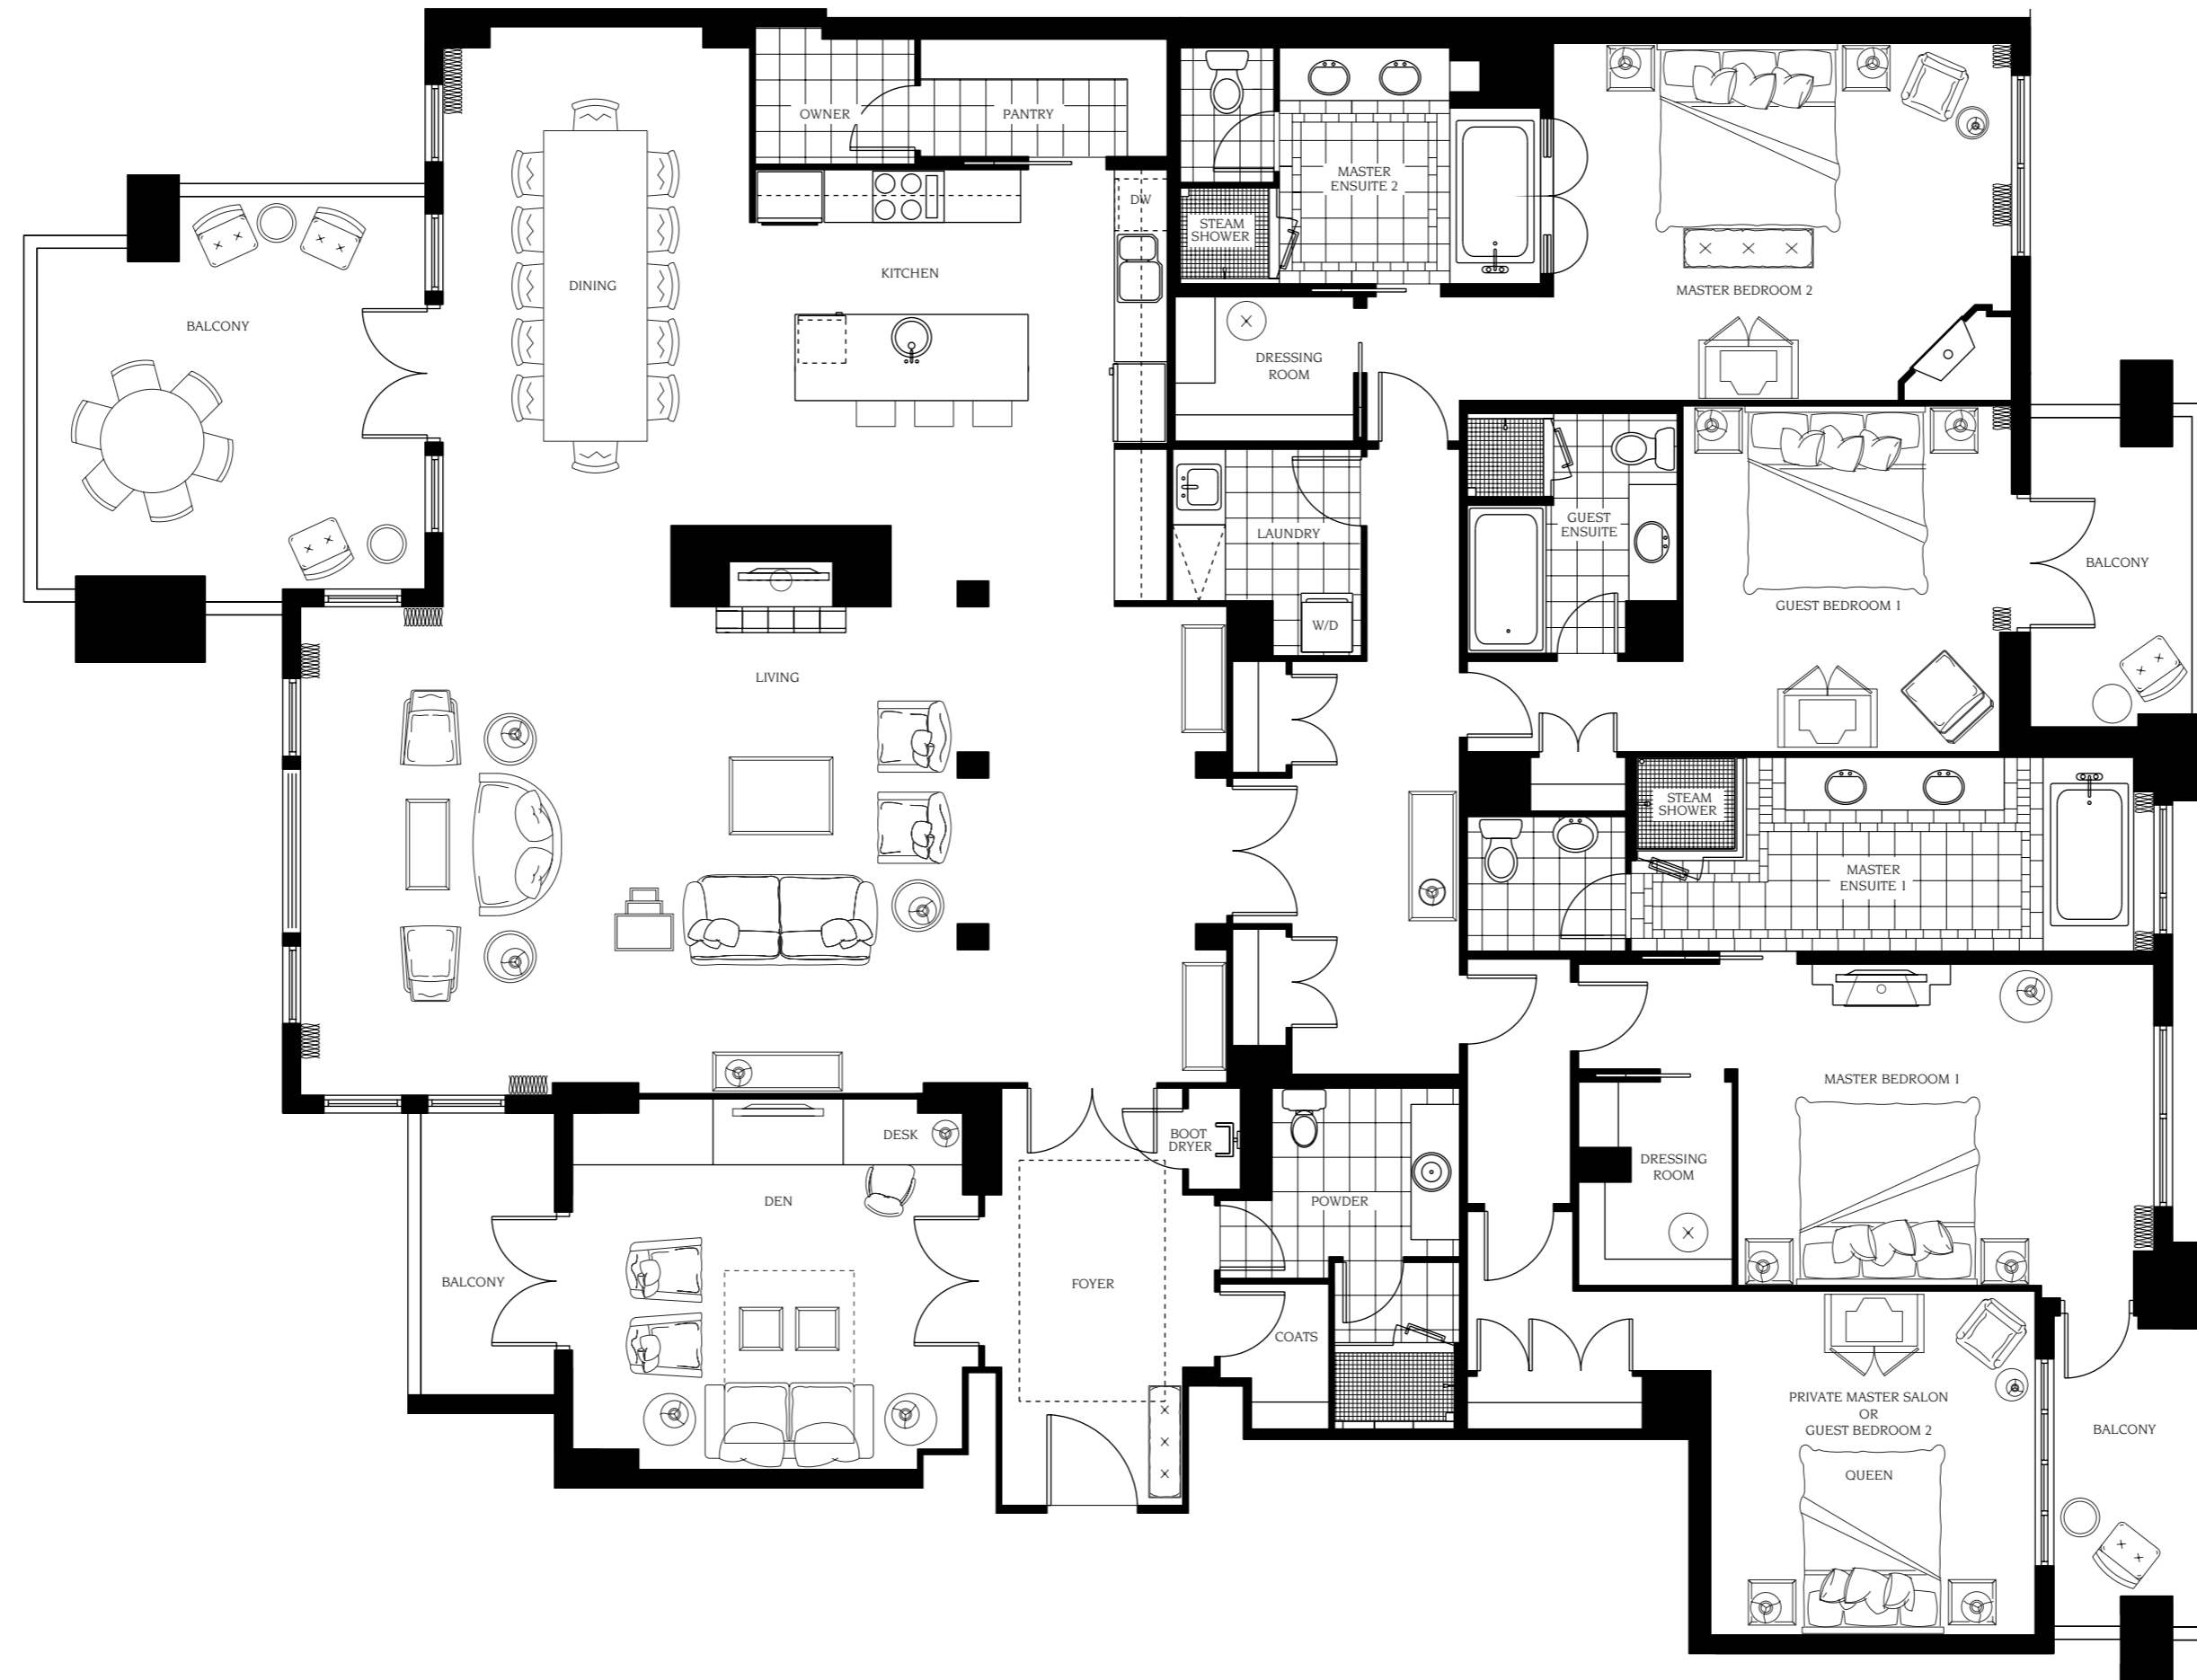 OWNER
PANTRY
MASTER
ENSUITE 2
DW
STEAM
SHOWER
KITCHEN
DINING
MASTER BEDROOM 2
BALCONY
DRESSING
ROOM
GUEST
ENSUITE
LAUNDRY
BALCONY
GUEST BEDROOM 1
W/D
LIVING
STEAM
SHOWER
MASTER
ENSUITE 1
MASTER BEDROOM 1
DESK
BOOT
DRYER
DRESSING
ROOM
DEN
POWDER
BALCONY
FOYER
COATS
PRIVATE MASTER SALON
OR
GUEST BEDROOM 2
BALCONY
QUEEN